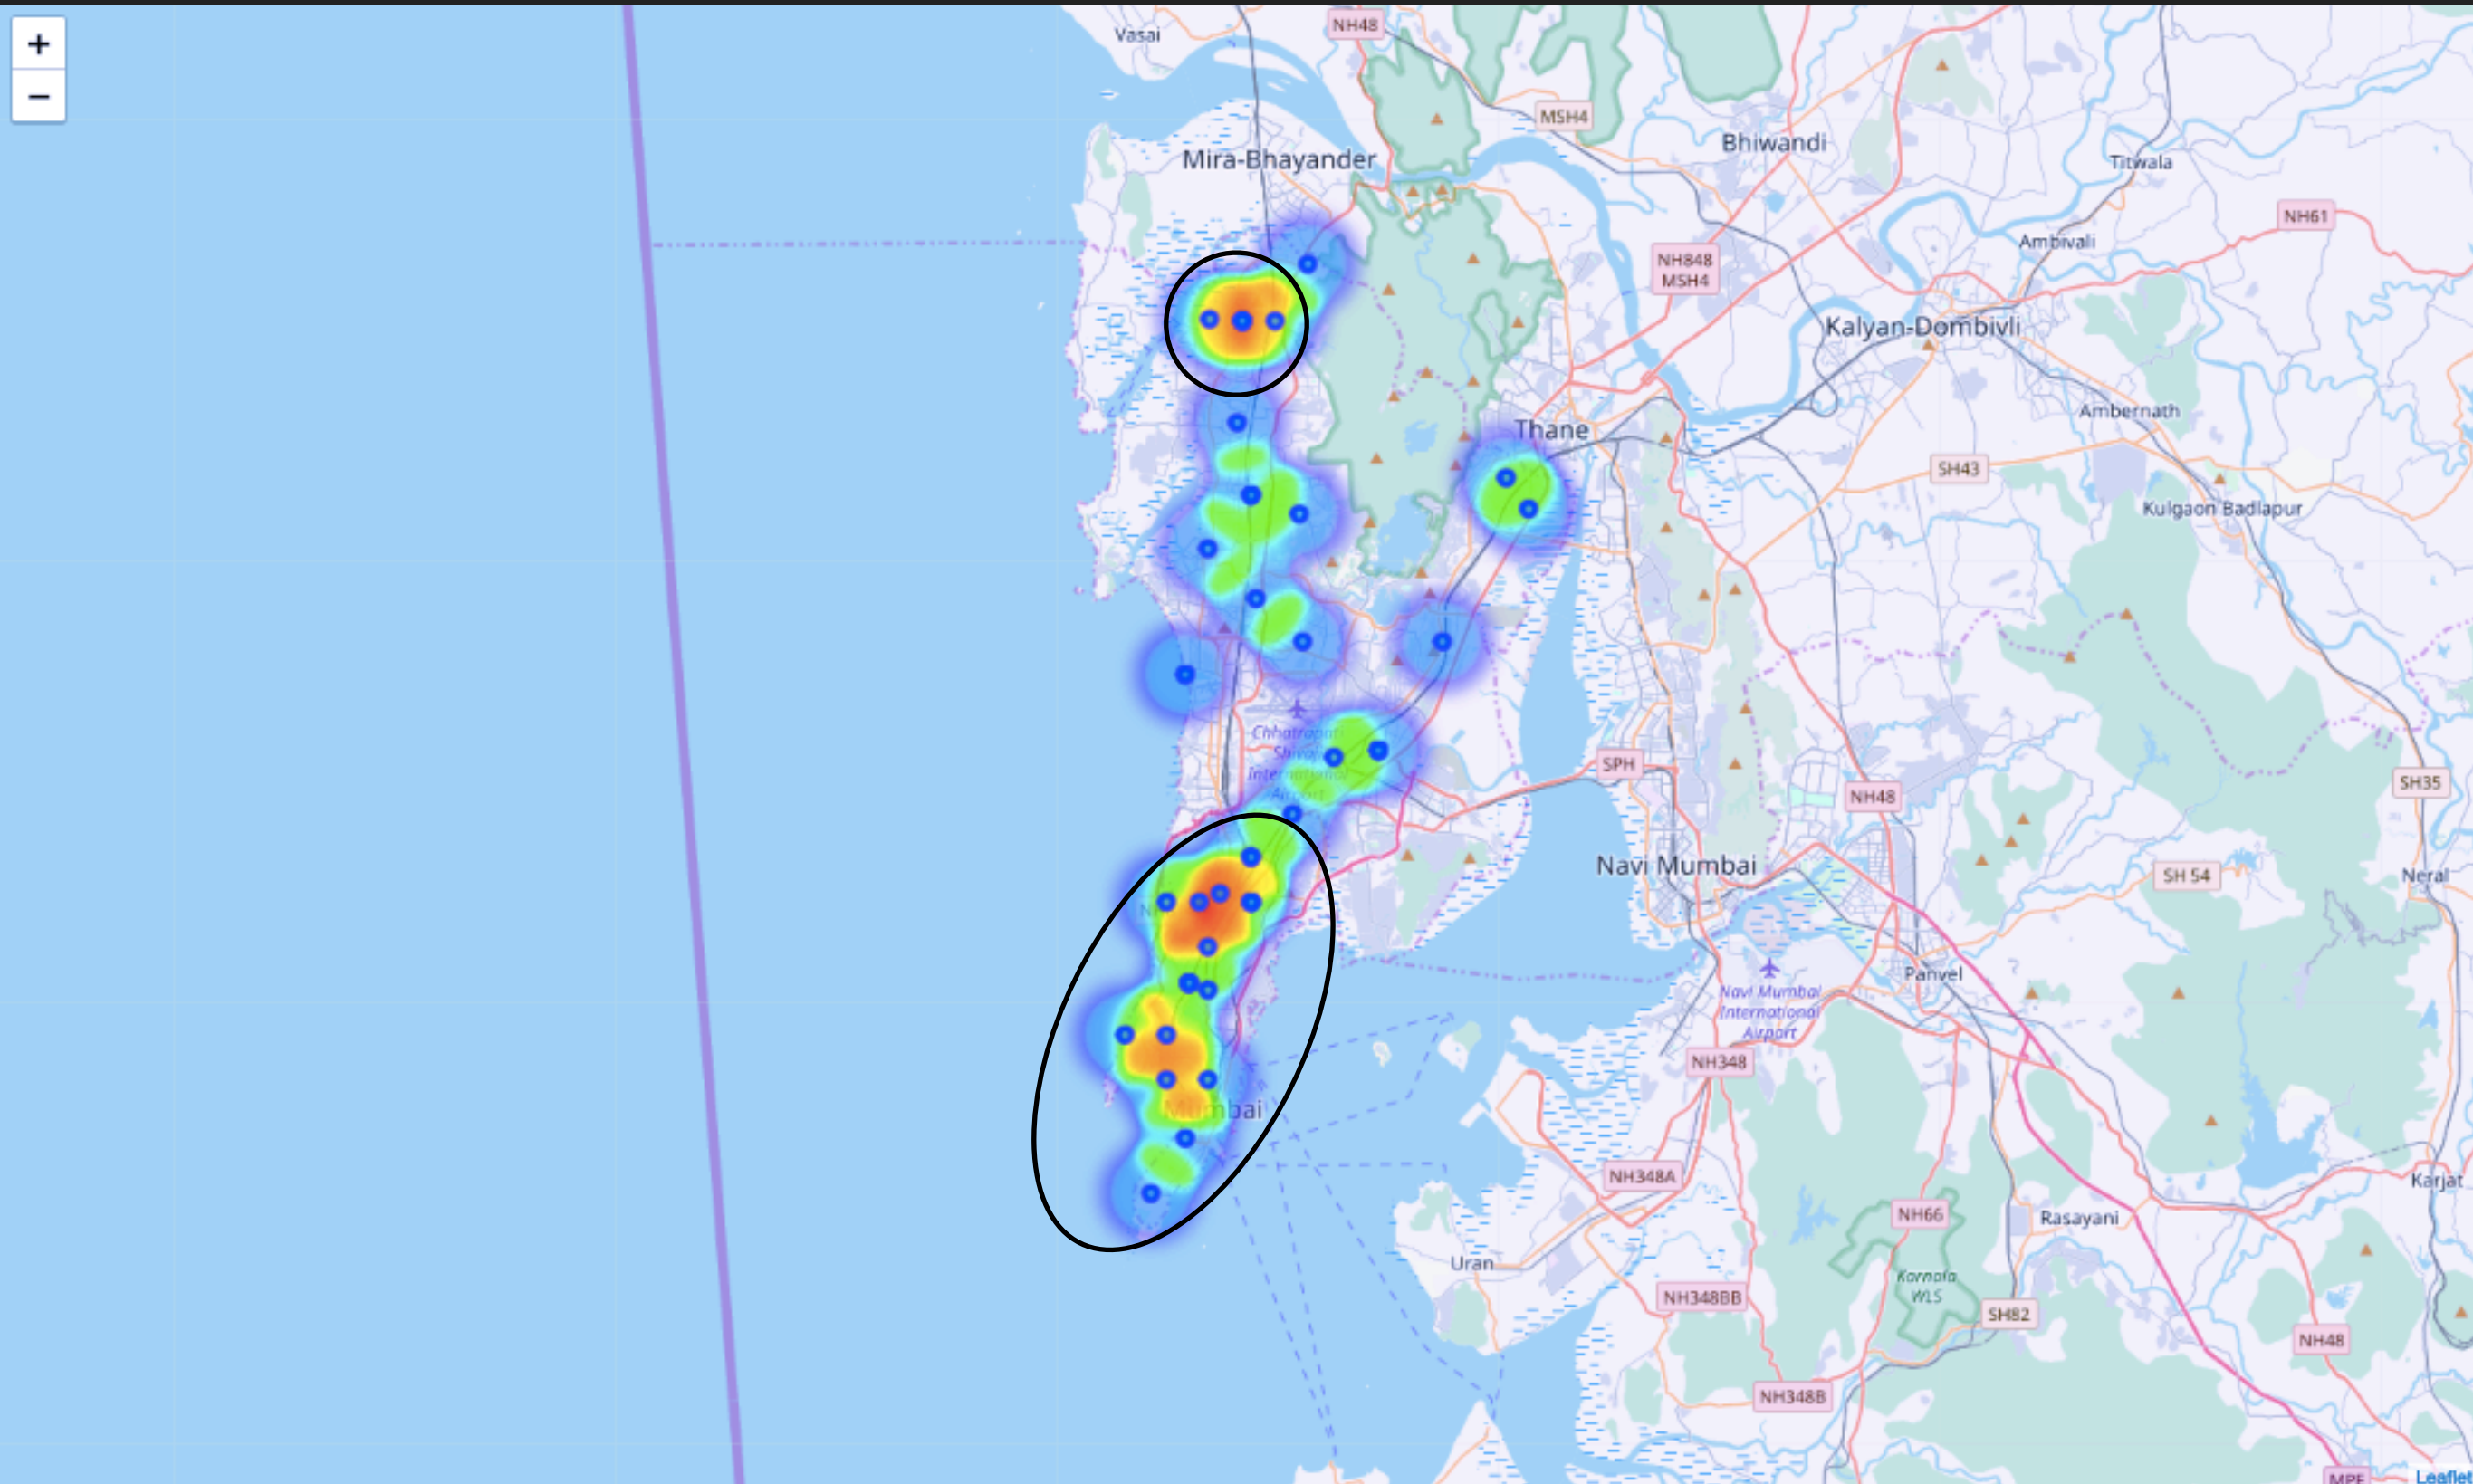 +
−
Vasai
NH48
MSH4
Bhiwandi
Titwala
Mira-Bhayander
NH61
Ambivali
NH848
MSH4
Kalyan-Dombivli
Ambernath
Thane
SH43
Kulgaon Badlapur
Chhatrapati
Shivaji
International
Airport
SPH
SH35
NH48
Navi Mumbai
SH 54
Neral
Panvel
Navi Mumbai
International
Airport
NH348
Mumbai
NH348A
Karjat
NH66
Rasayani
Uran
Karnala
WLS
NH348BB
SH82
NH48
NH348B
MPE
Leaflet